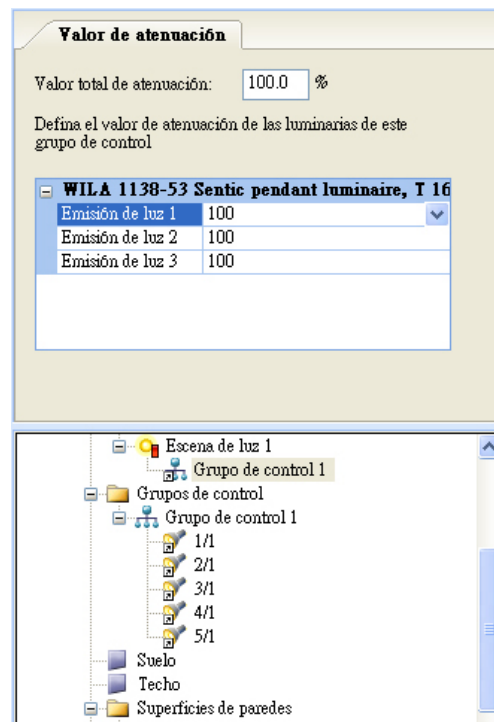 Valor de atenuación
Valor total de atenuación: 100.0 %
Defina el valor de atenuación de las luminarias de este
grupo de control
WILA 1138-53 Sentic pendant luminaire, T 16
Emisión de luz 1 100
Emisión de luz 2 100
Emisión de luz 3 100
Escena de luz 1
Grupo de control 1
Grupos de control
Grupo de control 1
1/1
2/1
3/1
4/1
5/1
Suelo
Techo
Superficies de paredes